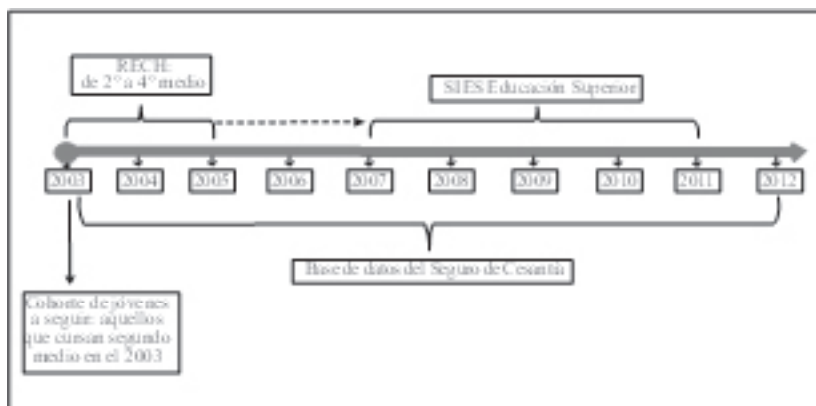 RECH:
de 2° a 4° medio
SIES Educación Superior
2003 2004 2005 2006 2007 2008 2009 2010 2011 2012
Base de datos del Seguro de Cesantía
Cohorte de jóvenes
a seguir: aquellos
que cursan segundo
medio en el 2003